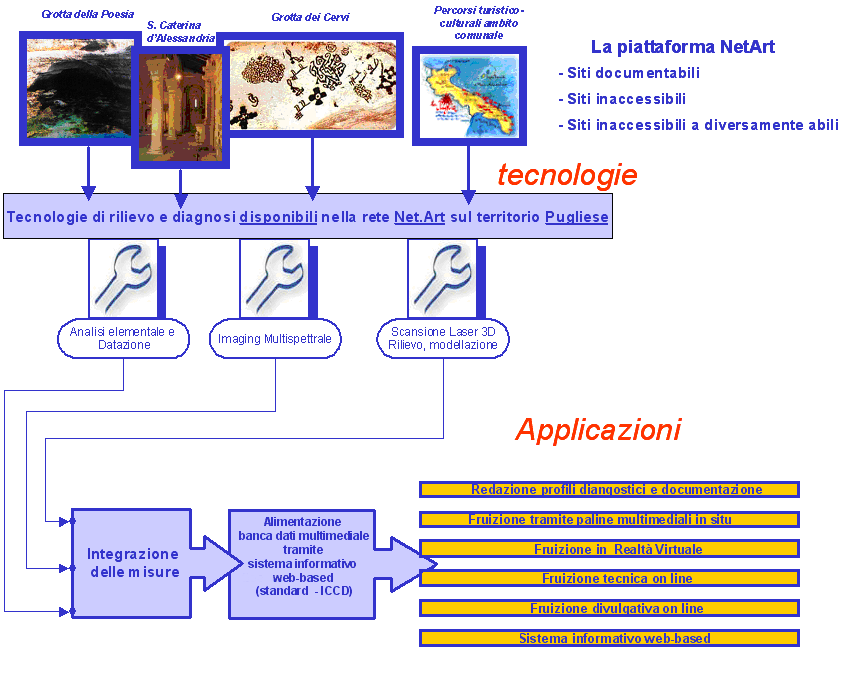 Grotta della Poesia
S. Caterina
d'Alessandria
Grotta dei Cervi
Percorsi turistico-
culturali ambito
comunale
La piattaforma NetArt
- Siti documentabili
- Siti inaccessibili
- Siti inaccessibili a diversamente abili
tecnologie
Tecnologie di rilievo e diagnosi disponibili nella rete Net.Art sul territorio Pugliese
Analisi elementale e
Datazione
Imaging Multispettrale
Scansione Laser 3D
Rilievo, modellazione
Applicazioni
Integrazione
delle misure
Alimentazione
banca dati multimediale
tramite
sistema informativo
web-based
(standard - ICCD)
Redazione profili diangostici e documentazione
Fruizione tramite paline multimediali in situ
Fruizione in Realtà Virtuale
Fruizione tecnica on line
Fruizione divulgativa on line
Sistema informativo web-based